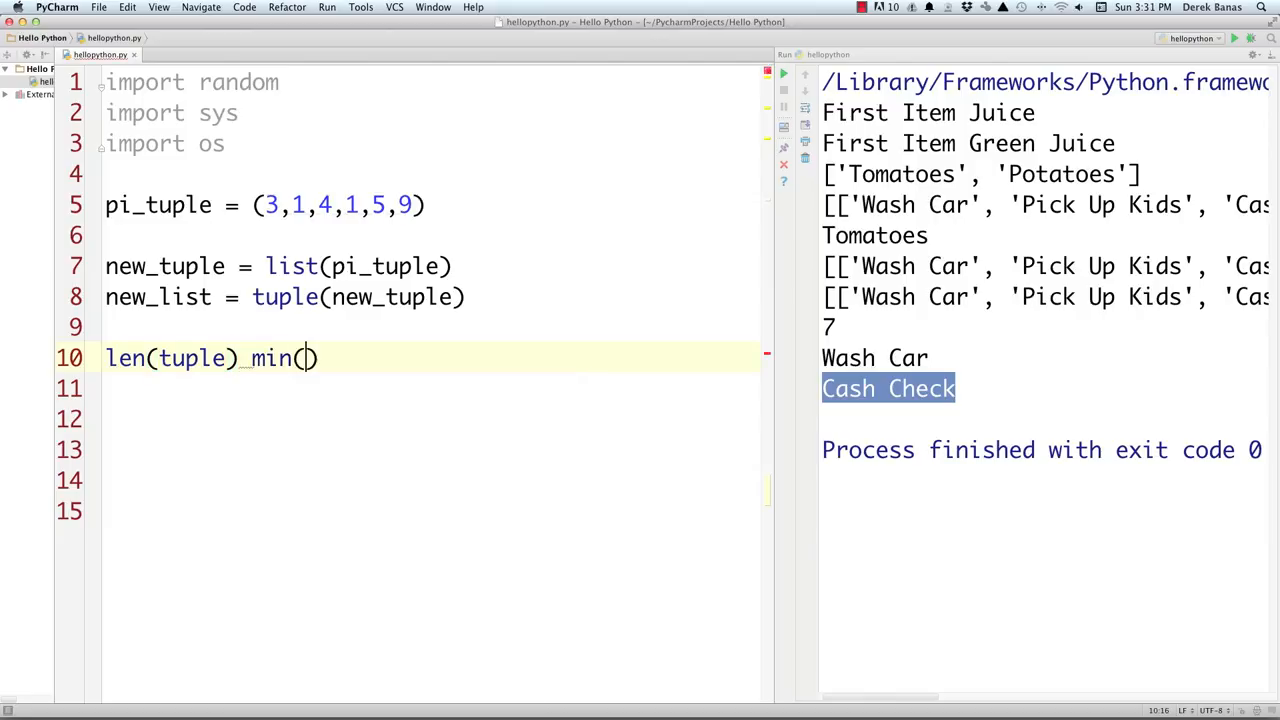 PyCharm File Edit View Navigate Code Refactor Run Tools VCS Window Help 10 Sun 3:31 PM Derek Banas
hellopython.py - Hello Python - [~/PycharmProjects/Hello Python]
Hello Python hellopython.py hellopython
hellopython.py Run hellopython
Hello P
hell
Extern
1 import random
2 import sys
3 import os
4
5 pi_tuple = (3,1,4,1,5,9)
6
7 new_tuple = list(pi_tuple)
8 new_list = tuple(new_tuple)
9
10 len(tuple) min()
11
12
13
14
15
/Library/Frameworks/Python.framewo
First Item Juice
First Item Green Juice
['Tomatoes', 'Potatoes']
[['Wash Car', 'Pick Up Kids', 'Cas
Tomatoes
[['Wash Car', 'Pick Up Kids', 'Cas
[['Wash Car', 'Pick Up Kids', 'Cas
7
Wash Car
Cash Check
Process finished with exit code 0
10:16 LF UTF-8